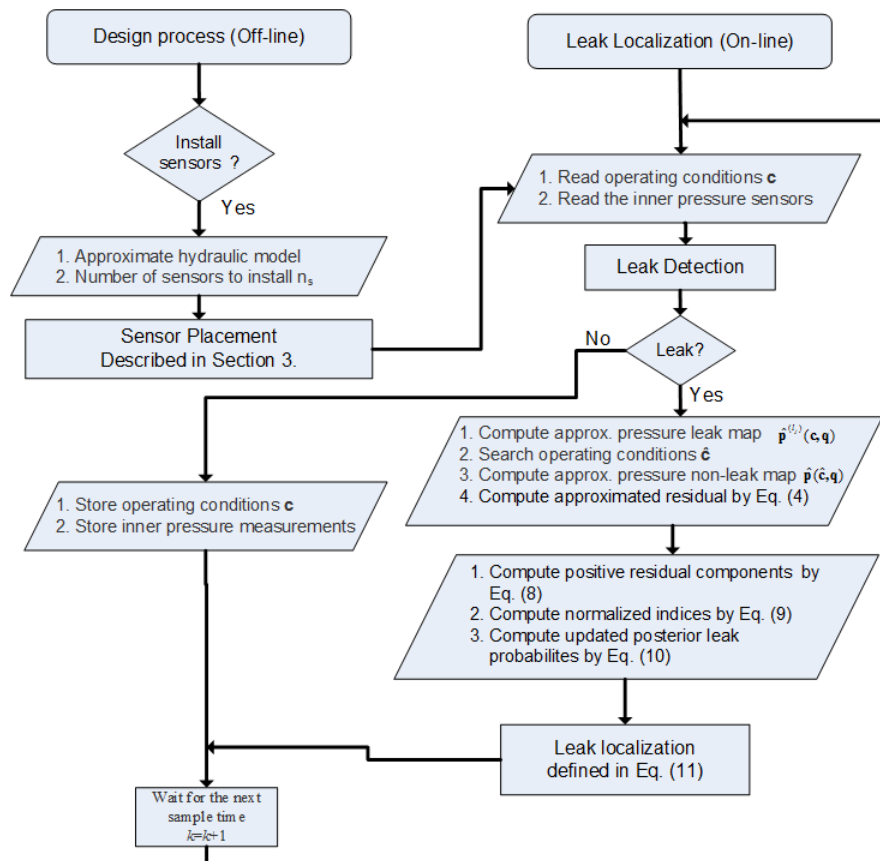 Design process (Off-line)
Install
sensors ?
Yes
1. Approximate hydraulic model
2. Number of sensors to install nₛ
Sensor Placement
Described in Section 3.
Leak Localization (On-line)
1. Read operating conditions c
2. Read the inner pressure sensors
Leak Detection
Leak?
No
Yes
1. Store operating conditions c
2. Store inner pressure measurements
1. Compute approx. pressure leak map p̂^(l_j)(c,q)
2. Search operating conditions ĉ
3. Compute approx. pressure non-leak map p̂(ĉ,q)
4. Compute approximated residual by Eq. (4)
1. Compute positive residual components by
Eq. (8)
2. Compute normalized indices by Eq. (9)
3. Compute updated posterior leak
probabilites by Eq. (10)
Leak localization
defined in Eq. (11)
Wait for the next
sample time
k=k+1